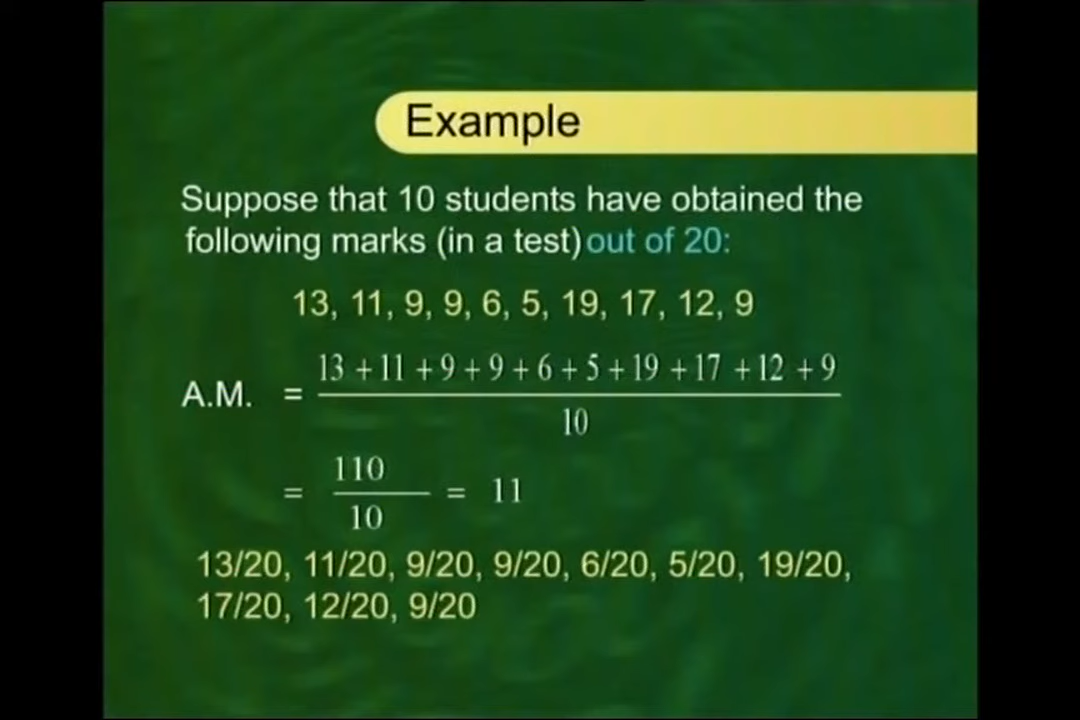 Example
Suppose that 10 students have obtained the
following marks (in a test) out of 20:
13, 11, 9, 9, 6, 5, 19, 17, 12, 9
13 + 11 + 9 + 9 + 6 + 5 + 19 + 17 + 12 + 9
A.M. =
10
110
= = 11
10
13/20, 11/20, 9/20, 9/20, 6/20, 5/20, 19/20,
17/20, 12/20, 9/20